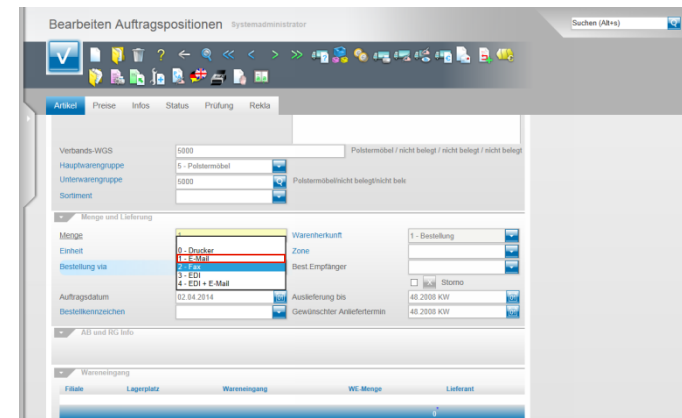 Bearbeiten Auftragspositionen Systemadministrator
Suchen (Alt+s)
Artikel Preise Infos Status Prüfung Rekla
Verbands-WGS 5000 Polstermöbel / nicht belegt / nicht belegt / nicht belegt
Hauptwarengruppe 5 - Polstermöbel
Unterwarengruppe 5000 Polstermöbel/nicht belegt/nicht bele
Sortiment
Menge und Lieferung
Menge 1 Warenherkunft 1 - Bestellung
Einheit 0 - Drucker Zone
1 - E-Mail
Bestellung via 2 - Fax Best.Empfänger
3 - EDI
4 - EDI + E-Mail Storno
Auftragsdatum 02.04.2014 Auslieferung bis 48.2008 KW
Bestellkennzeichen Gewünschter Anliefertermin 48.2008 KW
AB und RG Info
Wareneingang
Filiale Lagerplatz Wareneingang WE-Menge Lieferant
0